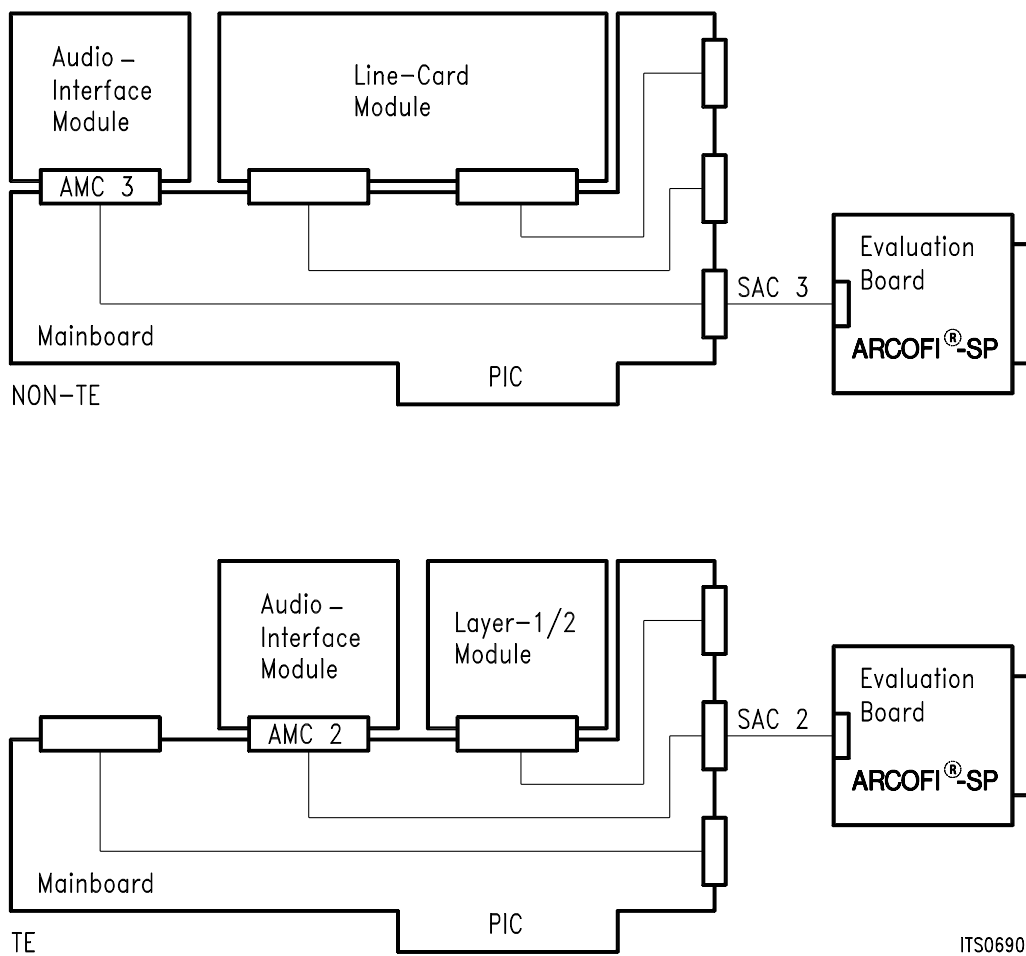 Audio –
Interface
Module
Line–Card
Module
AMC 3
SAC 3
Evaluation
Board
ARCOFI®-SP
Mainboard
PIC
NON–TE
Audio –
Interface
Module
Layer–1/2
Module
AMC 2
SAC 2
Evaluation
Board
ARCOFI®-SP
Mainboard
PIC
TE
ITS0690